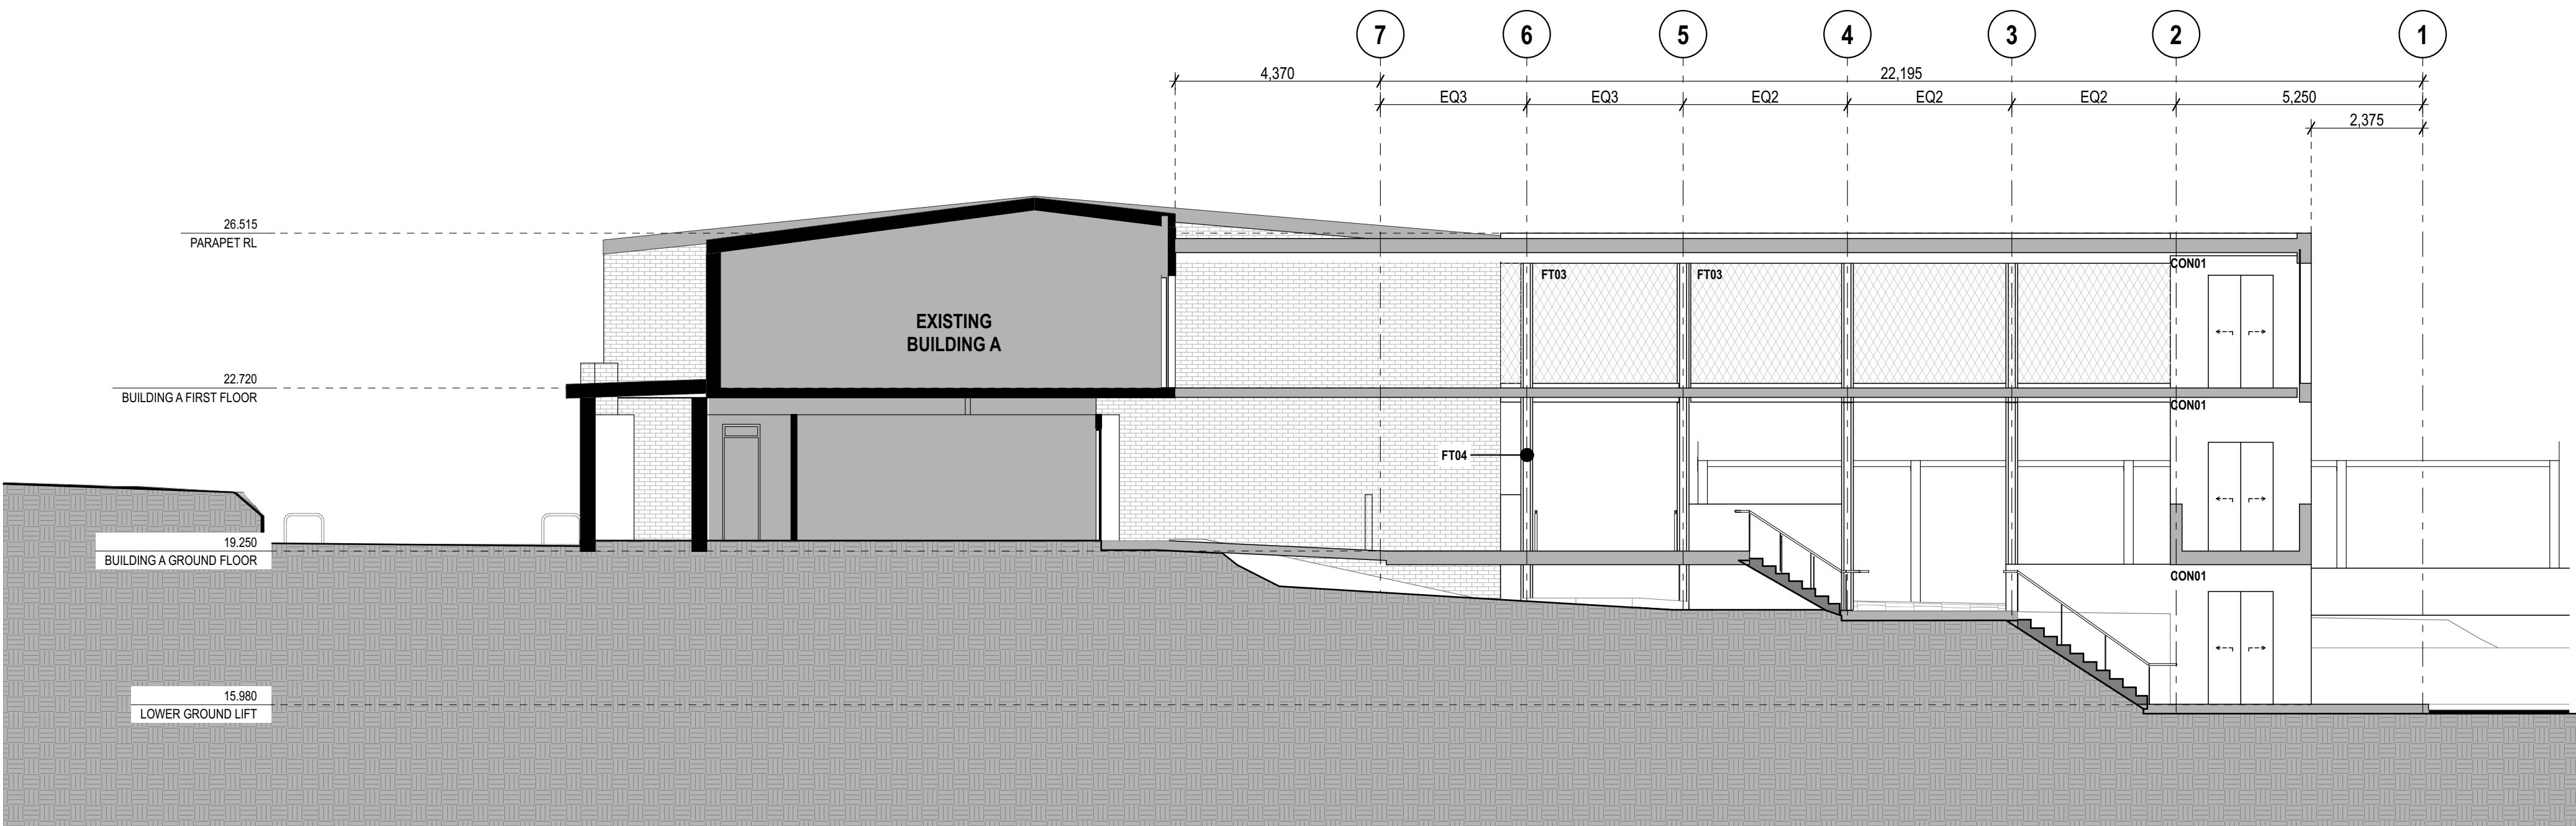 7 6 5 4 3 2 1
4,370 22,195
EQ3 EQ3 EQ2 EQ2 EQ2 5,250
2,375
26.515
PARAPET RL
FT03 FT03 CON01
EXISTING
BUILDING A
22.720
BUILDING A FIRST FLOOR
CON01
FT04
19.250
BUILDING A GROUND FLOOR
CON01
15.980
LOWER GROUND LIFT